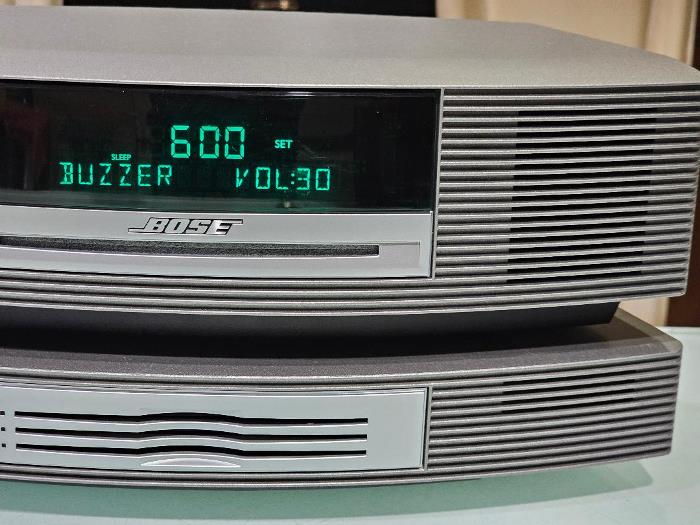 600 SET
SLEEP
BUZZER VOL:30
BOSE